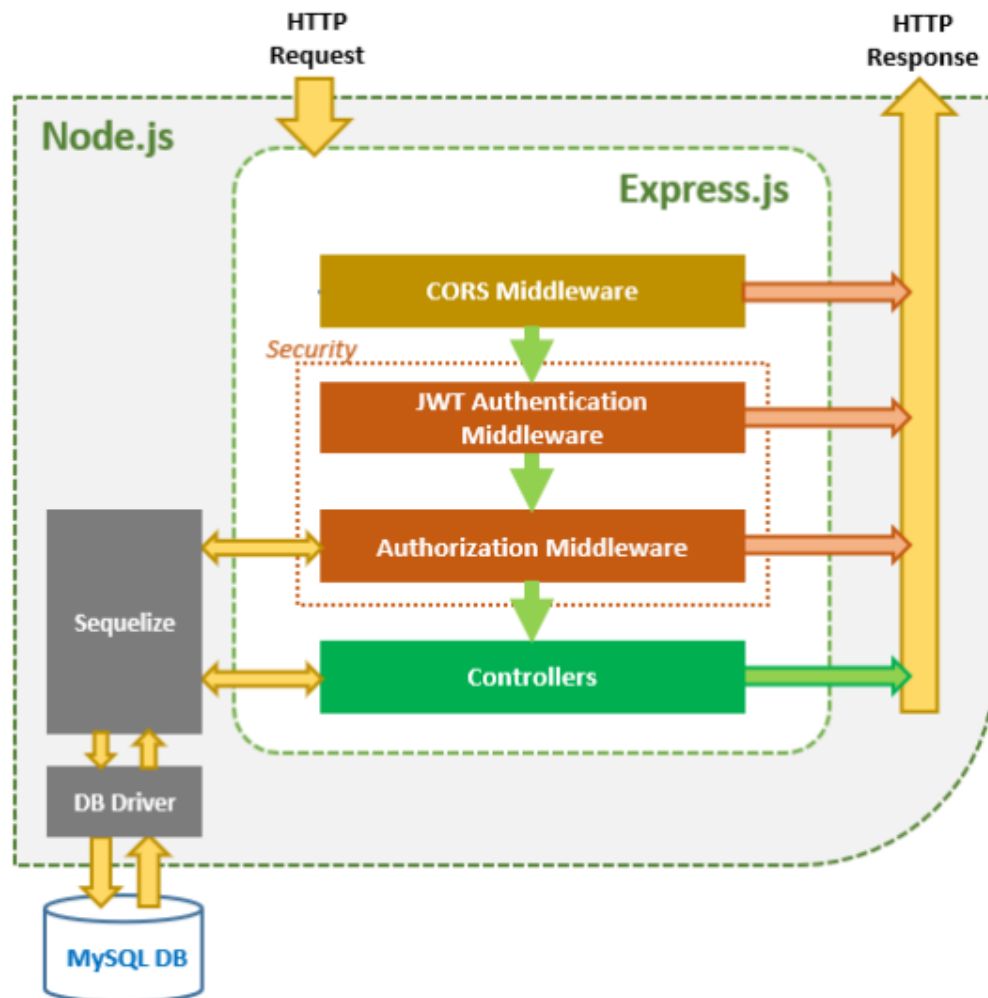 HTTP
Request
HTTP
Response
Node.js
Express.js
CORS Middleware
Security
JWT Authentication
Middleware
Authorization Middleware
Sequelize
Controllers
DB Driver
MySQL DB